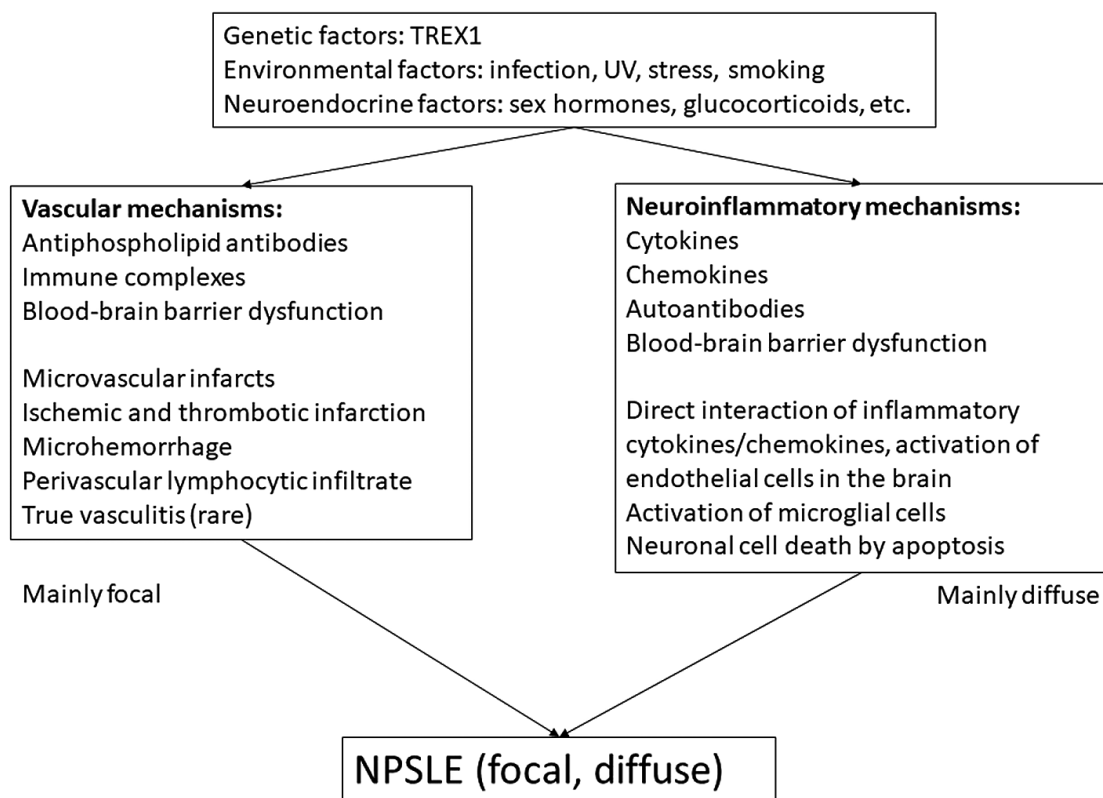 Genetic factors: TREX1
Environmental factors: infection, UV, stress, smoking
Neuroendocrine factors: sex hormones, glucocorticoids, etc.
Vascular mechanisms:
Antiphospholipid antibodies
Immune complexes
Blood-brain barrier dysfunction
Microvascular infarcts
Ischemic and thrombotic infarction
Microhemorrhage
Perivascular lymphocytic infiltrate
True vasculitis (rare)
Neuroinflammatory mechanisms:
Cytokines
Chemokines
Autoantibodies
Blood-brain barrier dysfunction
Direct interaction of inflammatory
cytokines/chemokines, activation of
endothelial cells in the brain
Activation of microglial cells
Neuronal cell death by apoptosis
Mainly focal
Mainly diffuse
NPSLE (focal, diffuse)